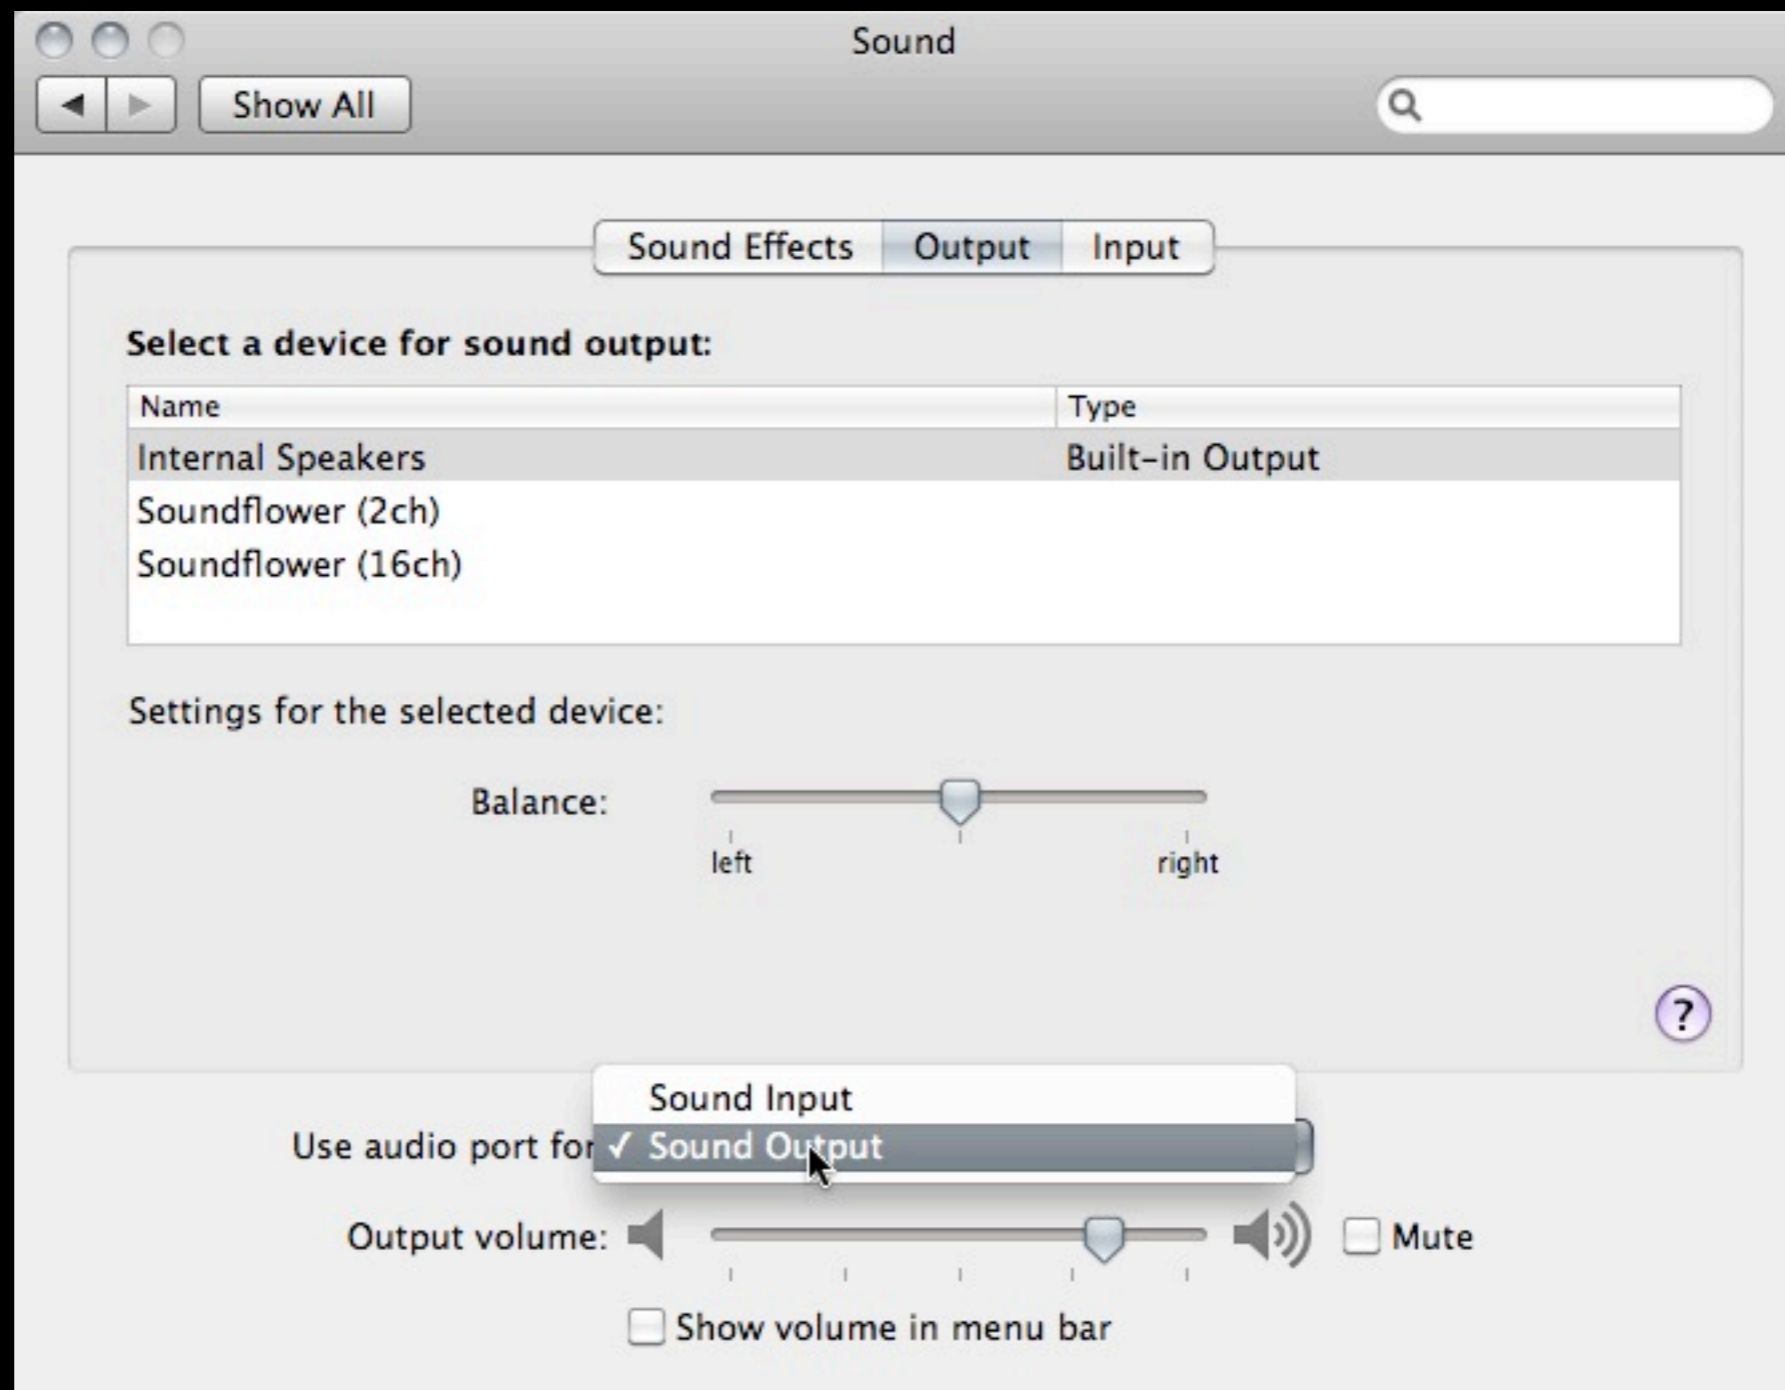 Sound
Show All
Sound Effects Output Input
Select a device for sound output:
Name Type
Internal Speakers Built-in Output
Soundflower (2ch)
Soundflower (16ch)
Settings for the selected device:
Balance:
left right
?
Sound Input
Use audio port for ✓ Sound Output
Output volume: Mute
Show volume in menu bar